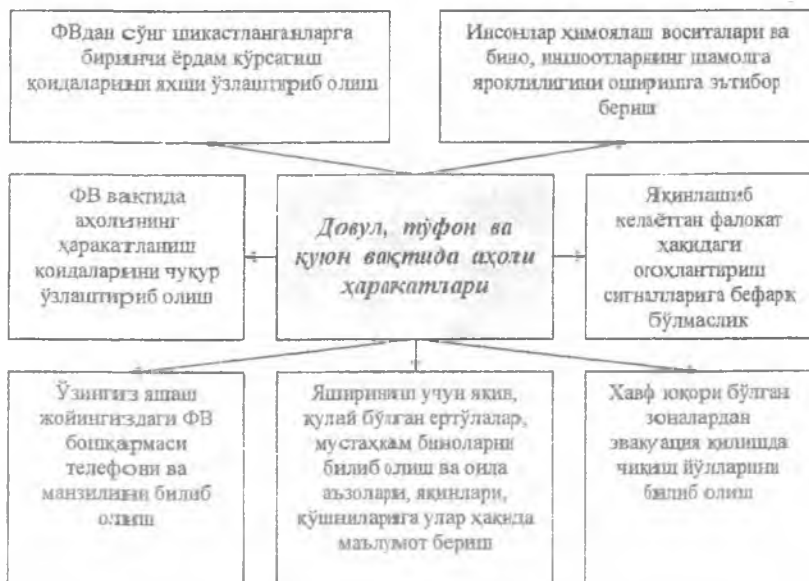 ФВдан сўнг шикастланганларга
биринчи ёрдам кўрсатиш
қоидаларини яхши ўзлаштириб олиш
Инсонлар ҳимоялаш воситалари ва
бино, иншоотларнинг шамолга
яроқлилигини оширишга эътибор
бериш
ФВ вақтида
аҳолининг
ҳаракатланиш
қоидаларини чуқур
ўзлаштириб олиш
Довул, тўфон ва
қуюн вақтида аҳоли
ҳаракатлари
Яқинлашиб
келаётган фалокат
ҳақидаги
огоҳлантириш
сигналларига бефарқ
бўлмаслик
Ўзингиз яшаш
жойингиздаги ФВ
бошқармаси
телефони ва
манзилини билиб
олиш
Яшириниш учун яқин,
қулай бўлган ертўлалар,
мустаҳкам биноларни
билиб олиш ва оила
аъзолари, яқинлари,
қўшниларига улар ҳақида
маълумот бериш
Хавф юқори бўлган
зоналардан
эвакуация қилишда
чиқиш йўлларини
билиб олиш